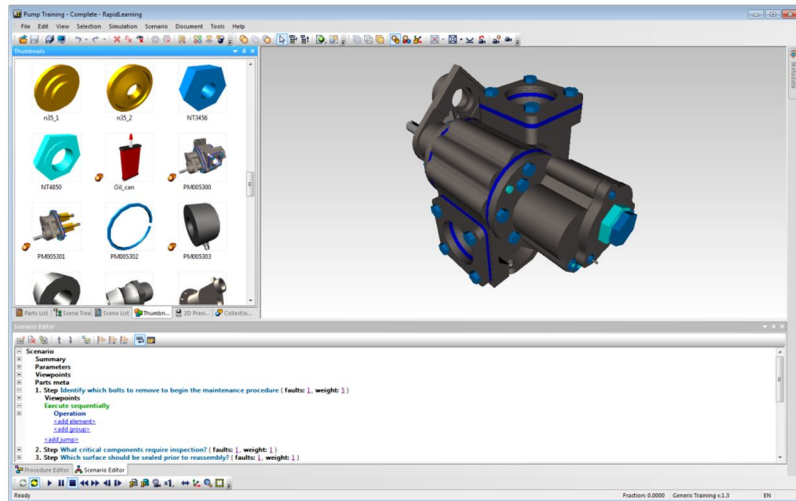 Pump Training - Complete - RapidLearning
File Edit View Selection Simulation Scenario Document Tools Help
Thumbnails
Metadata
n35_1 n35_2 NT3456
NT4850 Oil_can PM005300
PM005301 PM005302 PM005303
Parts List Scene Tree Scene List Thumbn... 2D Previ... Collectio...
Scenario Editor
Scenario
Summary
Parameters
Viewpoints
Parts meta
1. Step Identify which bolts to remove to begin the maintenance procedure ( faults: 1, weight: 5 )
Viewpoints
Execute sequentially
Operation
<add element>
<add group>
<add jump>
2. Step What critical components require inspection? ( faults: 1, weight: 1 )
3. Step Which surface should be sealed prior to reassembly? ( faults: 1, weight: 1 )
Procedure Editor Scenario Editor
x1,
Ready Fraction: 0.0000 Generic Training v.1.3 EN